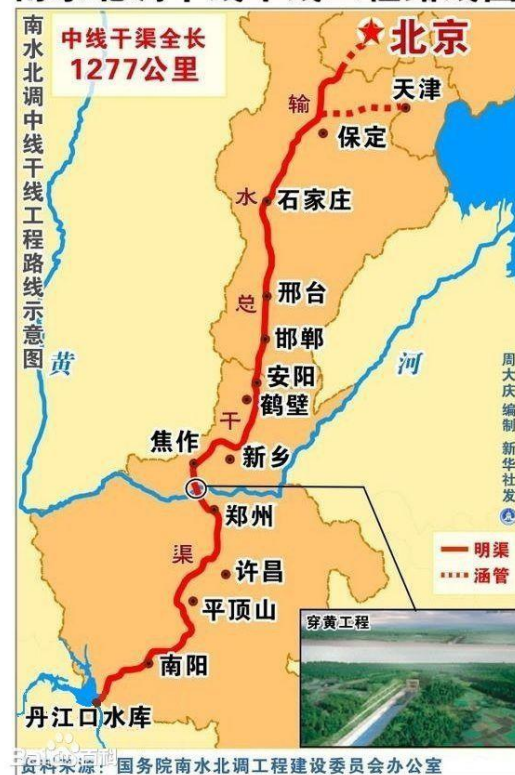 南水北调中线干线工程路线示意图
中线干渠全长
1277公里
北京
天津
保定
石家庄
邢台
邯郸
安阳
鹤壁
焦作
新乡
郑州
许昌
平顶山
南阳
丹江口水库
输
水
总
干
渠
黄
河
周大庆 编制 新华社发
明渠
涵管
穿黄工程
Bai百科
资料来源：国务院南水北调工程建设委员会办公室